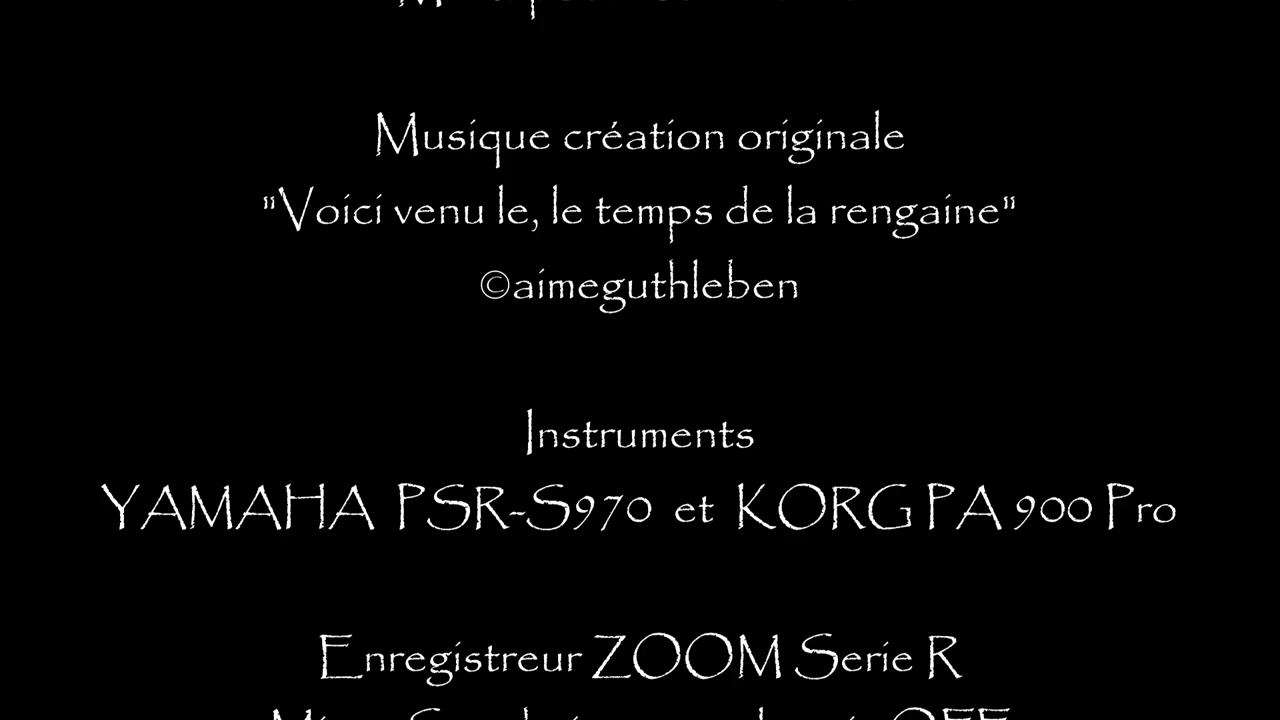 Musique création originale
"Voici venu le, le temps de la rengaine"
©aimeguthleben
Instruments
YAMAHA PSR-S970 et KORG PA 900 Pro
Enregistreur ZOOM Serie R